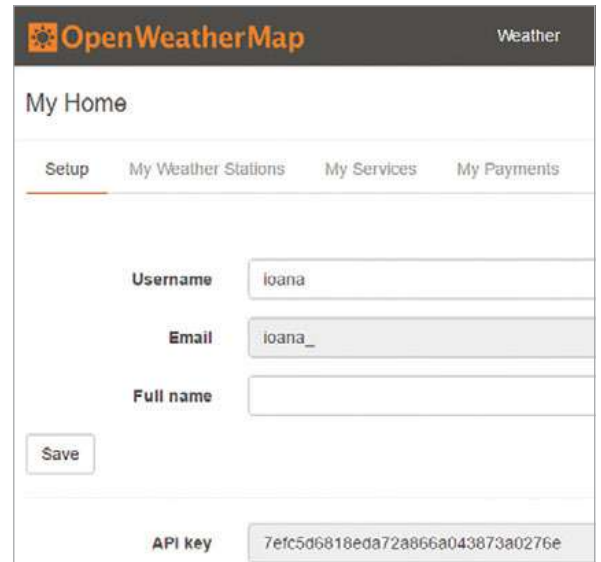 OpenWeatherMap Weather
My Home
Setup My Weather Stations My Services My Payments
Username ioana
Email ioana_
Full name
Save
API key 7efc5d6818eda72a866a043873a0276e